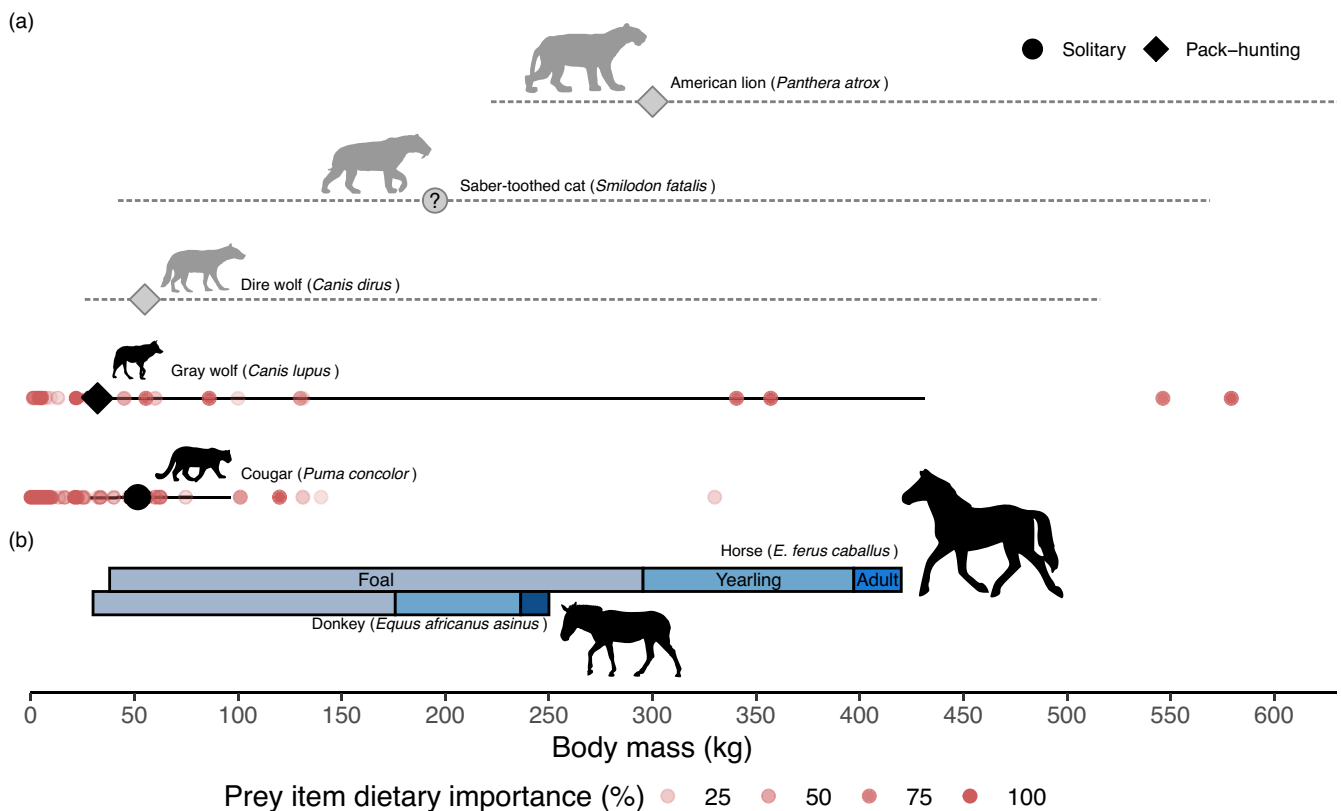 (a)
Solitary
Pack−hunting
American lion (Panthera atrox )
Saber-toothed cat (Smilodon fatalis )
?
Dire wolf (Canis dirus )
Gray wolf (Canis lupus )
Cougar (Puma concolor )
(b)
Horse (E. ferus caballus )
Foal Yearling Adult
Donkey (Equus africanus asinus )
0 50 100 150 200 250 300 350 400 450 500 550 600
Body mass (kg)
Prey item dietary importance (%) 25 50 75 100